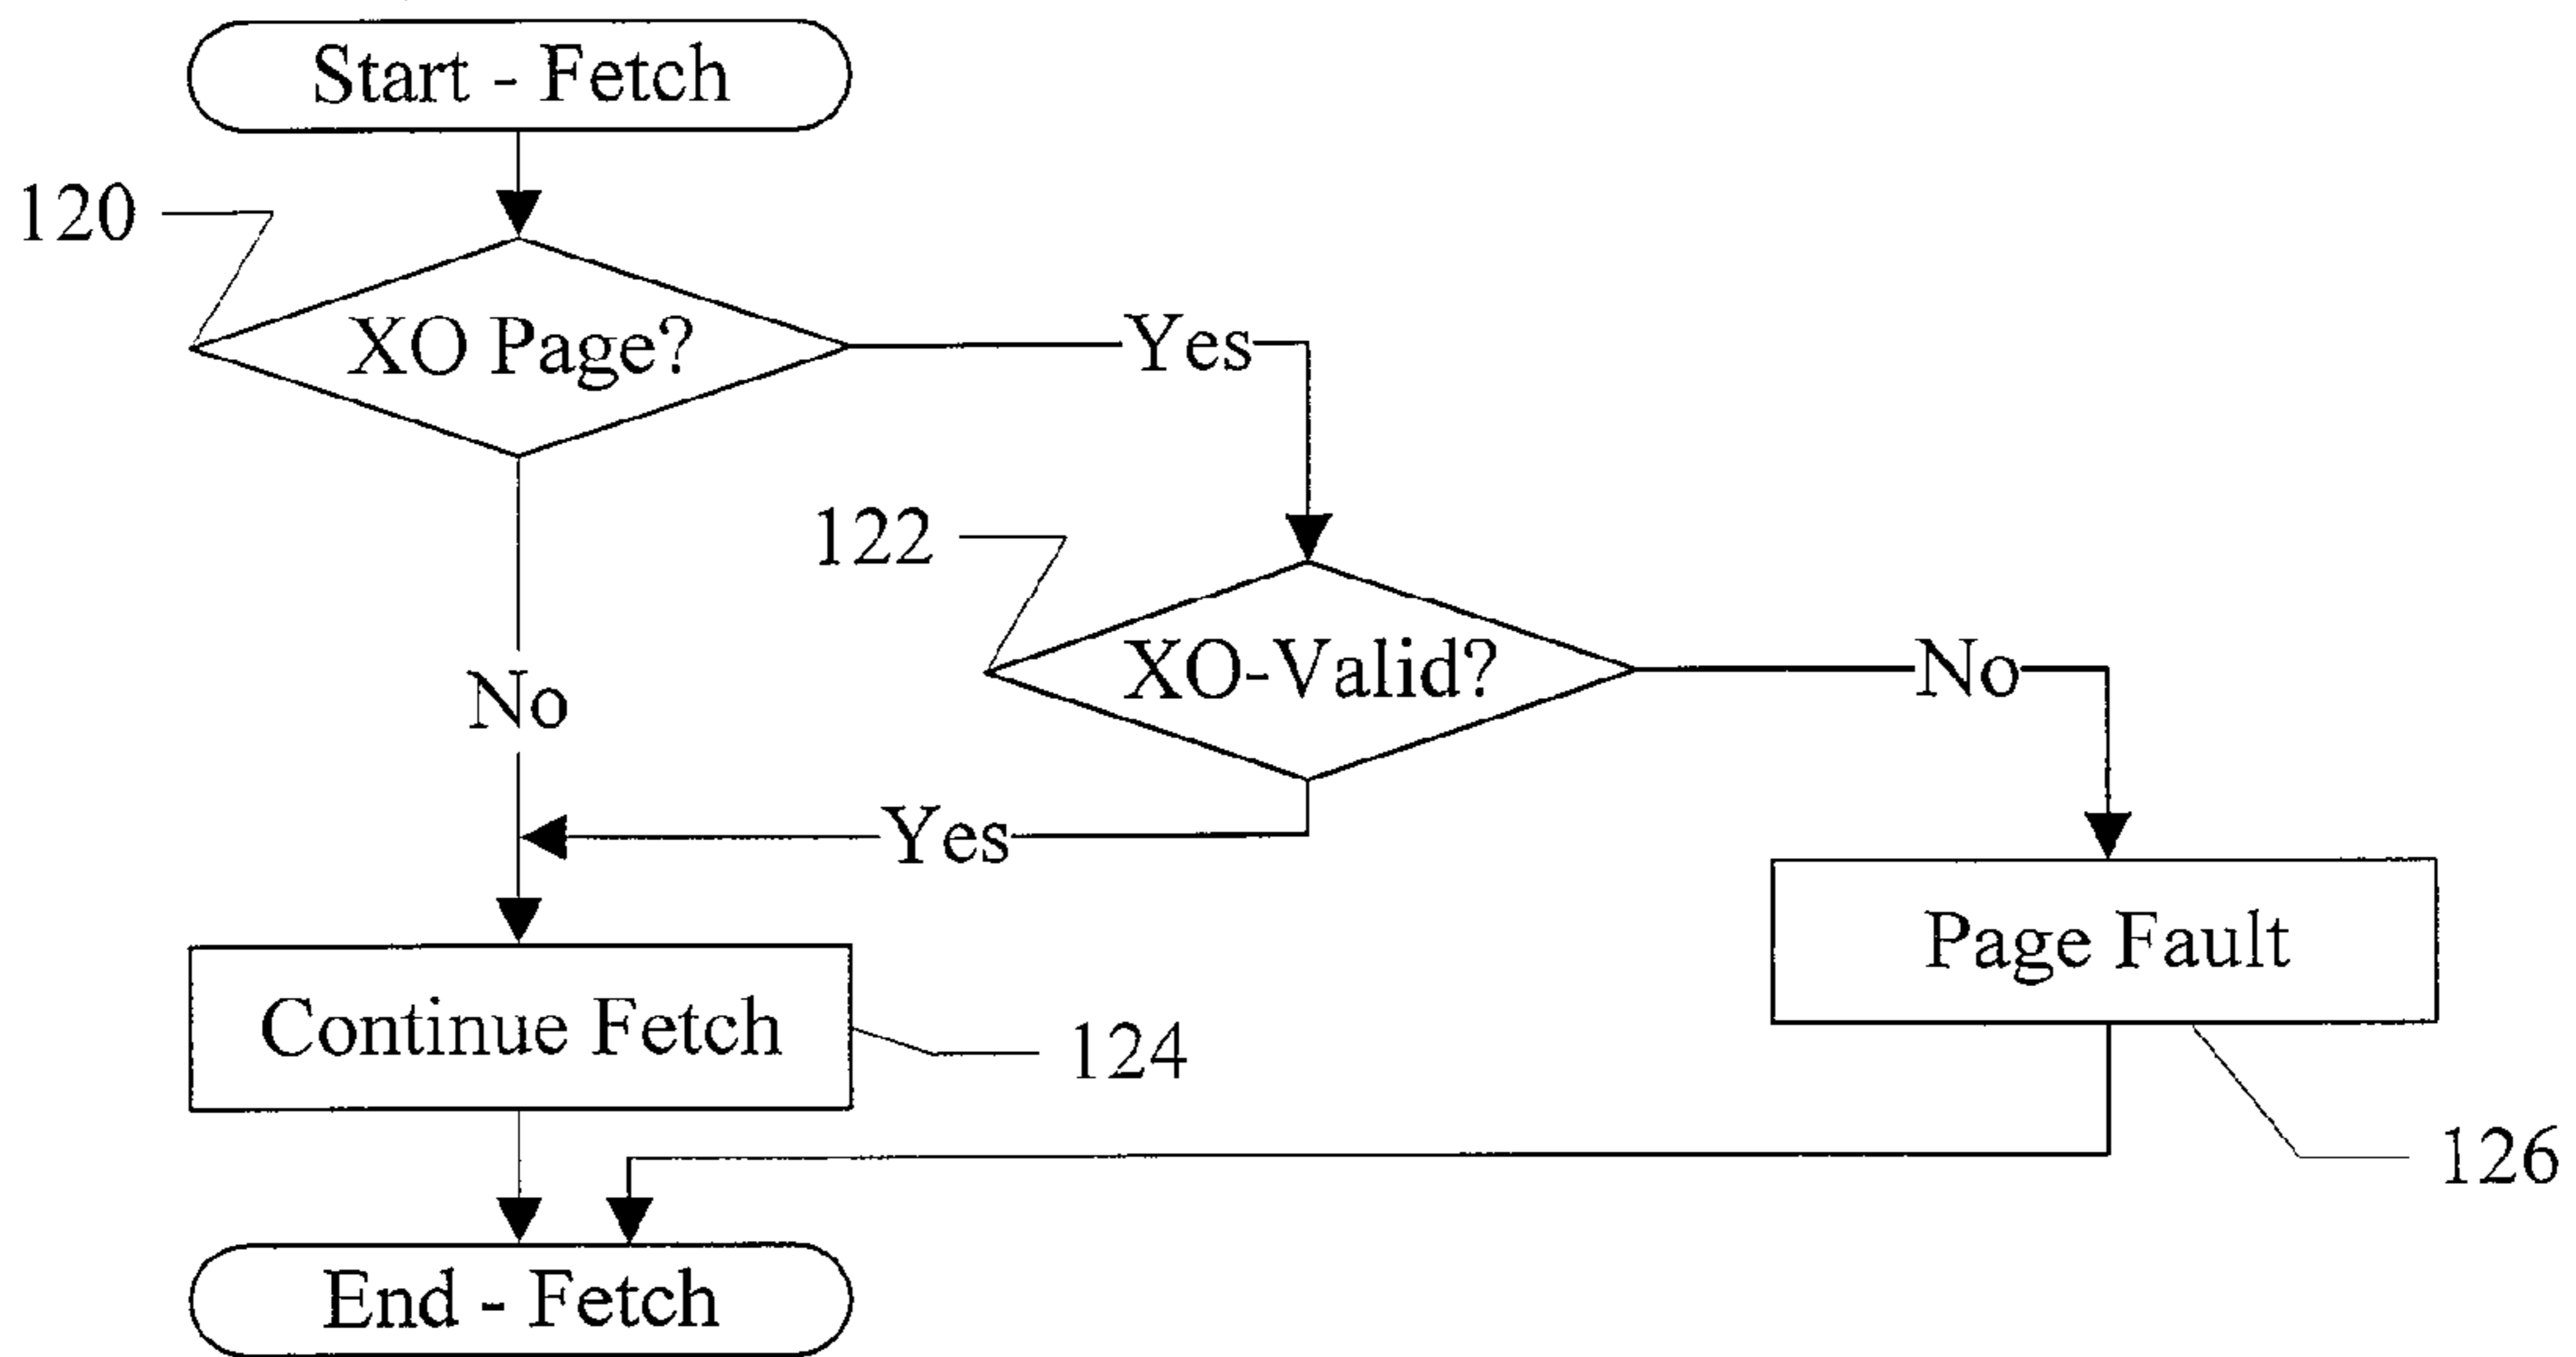 Start - Fetch
120
XO Page?
Yes
122
XO-Valid?
No
No
Yes
Page Fault
Continue Fetch
124
126
End - Fetch